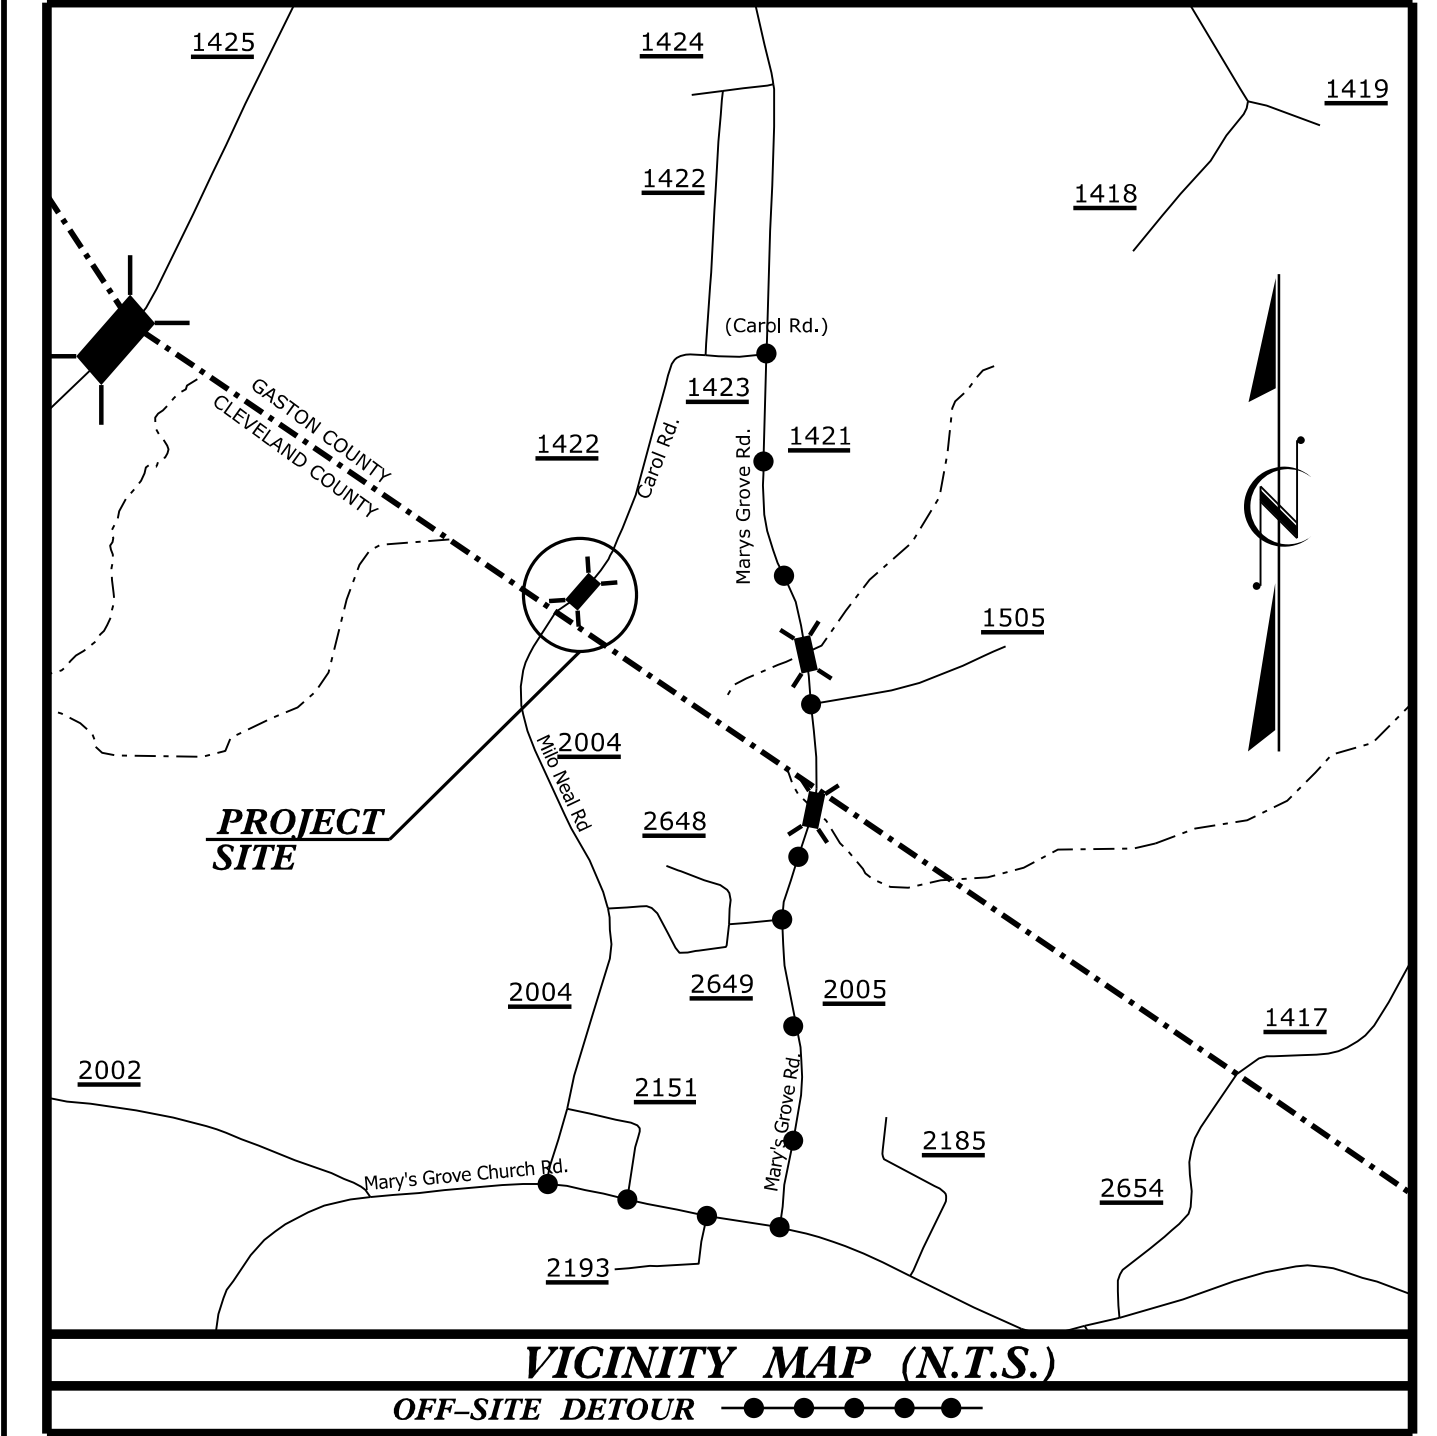 1425
1424
1419
1422
1418
(Carol Rd.)
1423
GASTON COUNTY
CLEVELAND COUNTY
1422
Carol Rd.
Marys Grove Rd.
1421
1505
2004
Milo Neal Rd
PROJECT
SITE
2648
2004
2649
2005
1417
2002
2151
Mary's Grove Rd.
2185
Mary's Grove Church Rd.
2654
2193
VICINITY MAP (N.T.S.)
OFF–SITE DETOUR